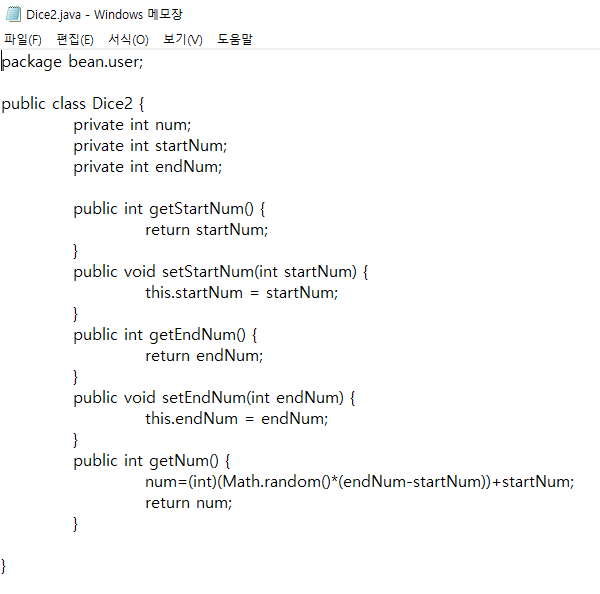 Dice2.java - Windows 메모장
파일(F) 편집(E) 서식(O) 보기(V) 도움말
package bean.user;
public class Dice2 {
private int num;
private int startNum;
private int endNum;
public int getStartNum() {
return startNum;
}
public void setStartNum(int startNum) {
this.startNum = startNum;
}
public int getEndNum() {
return endNum;
}
public void setEndNum(int endNum) {
this.endNum = endNum;
}
public int getNum() {
num=(int)(Math.random()*(endNum-startNum))+startNum;
return num;
}
}